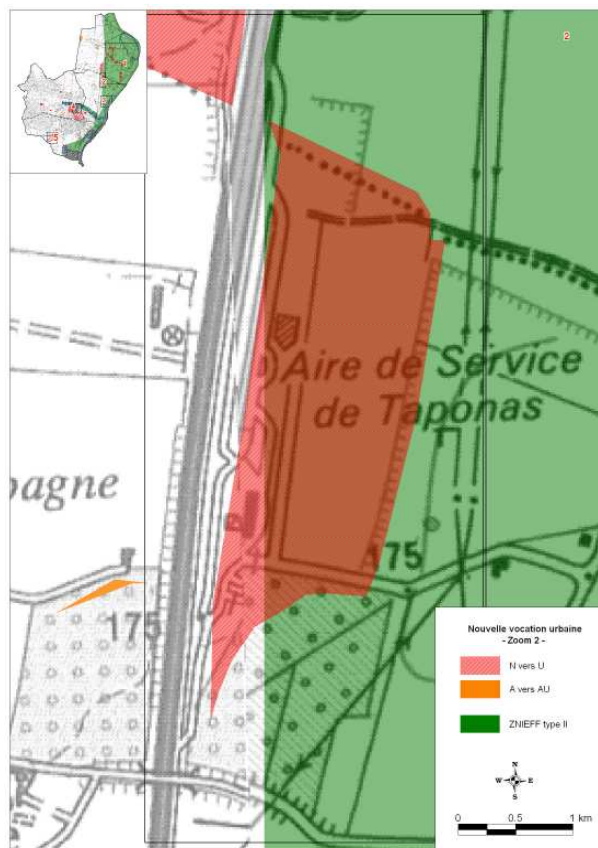 2
Aire de Service
de Taponas
pagne
175
175
Nouvelle vocation urbaine
- Zoom 2 -
N vers U
A vers AU
ZNIEFF type II
N
W E
S
0 0.5 1 km